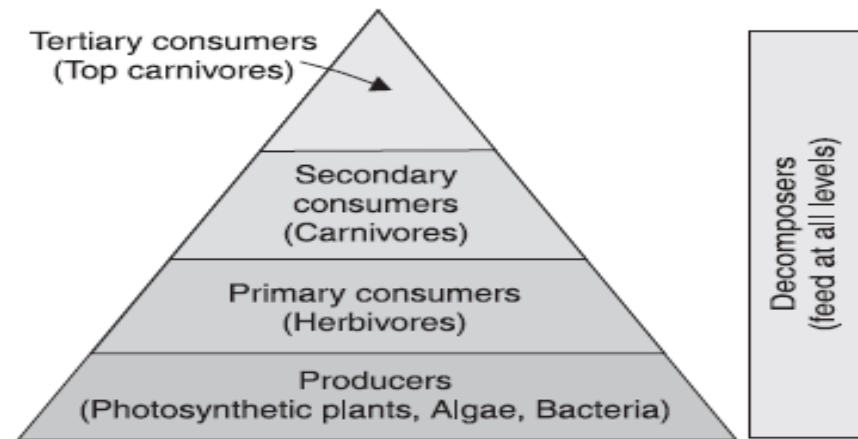 Tertiary consumers
(Top carnivores)
Secondary
consumers
(Carnivores)
Primary consumers
(Herbivores)
Producers
(Photosynthetic plants, Algae, Bacteria)
Decomposers
(feed at all levels)